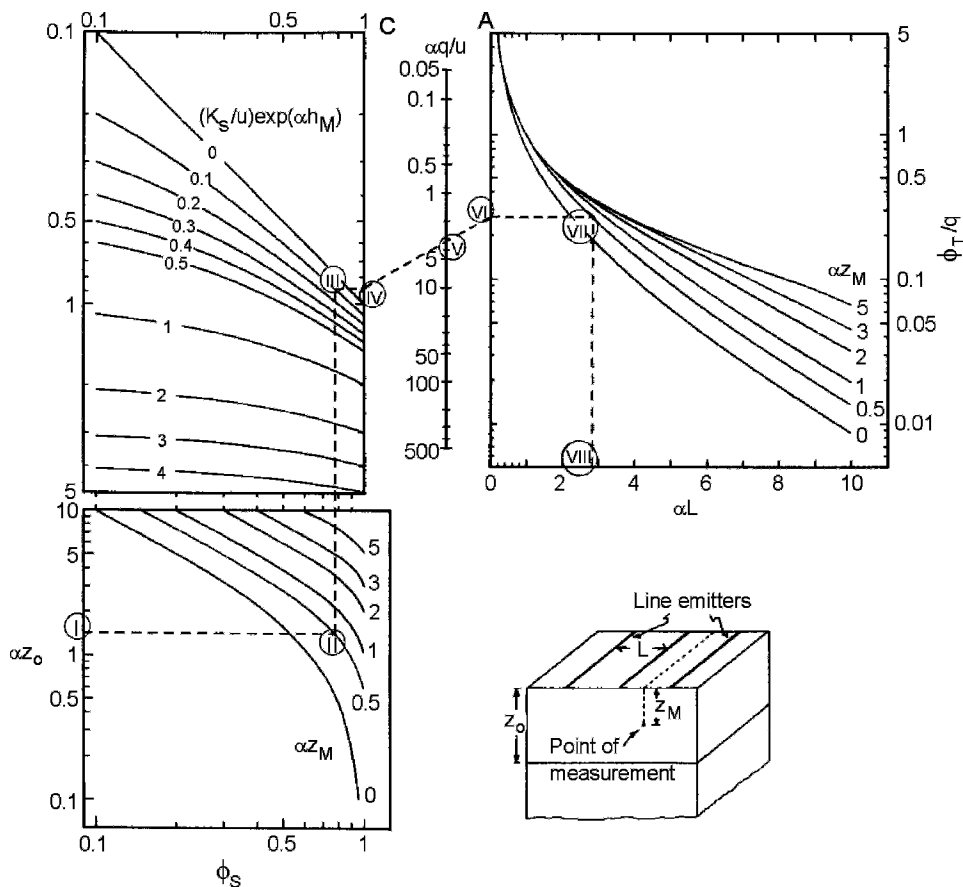 0.1 0.5 1 C A
αq/u
0.1
0.05
0.1
0.5
1
5
10
50
100
500
(K_S/u)exp(αh_M)
0
0.1
0.2
0.3
0.4
0.5
1
2
3
4
0.5
1
5
III
IV
V
VI
VII
VIII
5
1
0.5
0.1
0.05
0.01
ϕ_T/q
αz_M
5
3
2
1
0.5
0
0 2 4 6 8 10
αL
10
5
1
0.5
0.1
αz_o
I
II
5
3
2
1
0.5
0
αz_M
0.1 0.5 1
ϕ_S
Line emitters
L
z_o
z_M
Point of
measurement